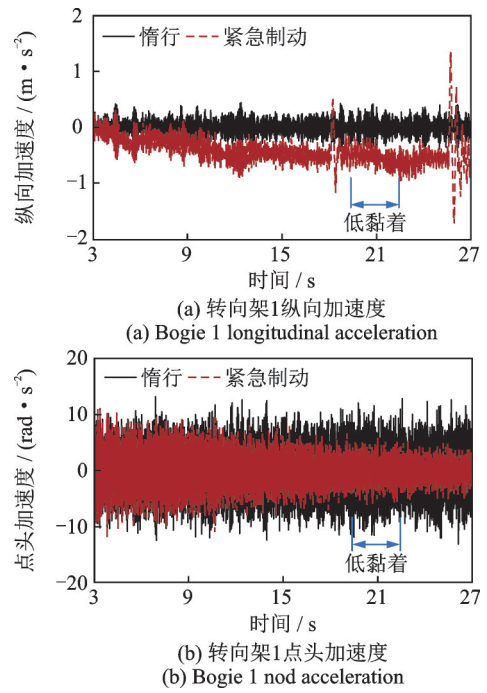 惰行 紧急制动
纵向加速度 / (m·s⁻²)
2
1
0
−1
−2
低黏着
3 9 15 21 27
时间 / s
(a) 转向架1纵向加速度
(a) Bogie 1 longitudinal acceleration
惰行 紧急制动
点头加速度 / (rad·s⁻²)
20
10
0
−10
−20
低黏着
3 9 15 21 27
时间 / s
(b) 转向架1点头加速度
(b) Bogie 1 nod acceleration